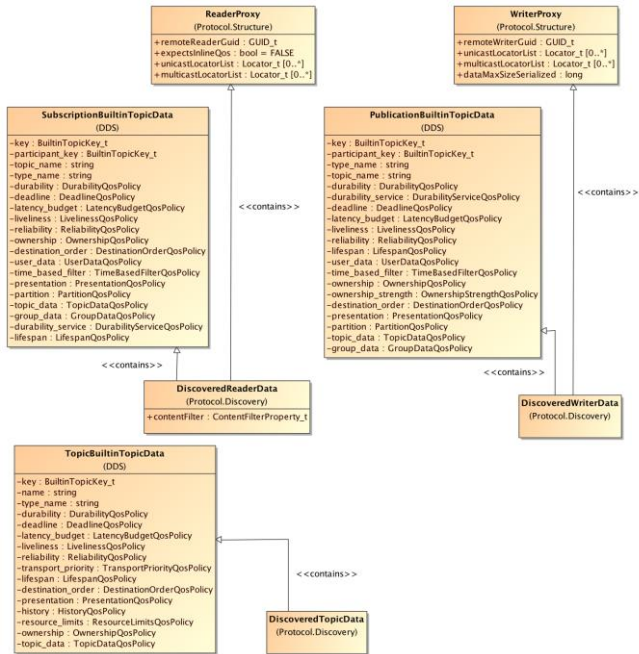 ReaderProxy
(Protocol.Structure)
+remoteReaderGuid : GUID_t
+expectsInlineQos : bool = FALSE
+unicastLocatorList : Locator_t [0..*]
+multicastLocatorList : Locator_t [0..*]
WriterProxy
(Protocol.Structure)
+remoteWriterGuid : GUID_t
+unicastLocatorList : Locator_t [0..*]
+multicastLocatorList : Locator_t [0..*]
+dataMaxSizeSerialized : long
SubscriptionBuiltinTopicData
(DDS)
-key : BuiltinTopicKey_t
-participant_key : BuiltinTopicKey_t
-topic_name : string
-type_name : string
-durability : DurabilityQosPolicy
-deadline : DeadlineQosPolicy
-latency_budget : LatencyBudgetQosPolicy
-liveliness : LivelinessQosPolicy
-reliability : ReliabilityQosPolicy
-ownership : OwnershipQosPolicy
-destination_order : DestinationOrderQosPolicy
-user_data : UserDataQosPolicy
-time_based_filter : TimeBasedFilterQosPolicy
-presentation : PresentationQosPolicy
-partition : PartitionQosPolicy
-topic_data : TopicDataQosPolicy
-group_data : GroupDataQosPolicy
-durability_service : DurabilityServiceQosPolicy
-lifespan : LifespanQosPolicy
<<contains>>
PublicationBuiltinTopicData
(DDS)
-key : BuiltinTopicKey_t
-participant_key : BuiltinTopicKey_t
-type_name : string
-topic_name : string
-durability : DurabilityQosPolicy
-durability_service : DurabilityServiceQosPolicy
-deadline : DeadlineQosPolicy
-latency_budget : LatencyBudgetQosPolicy
-liveliness : LivelinessQosPolicy
-reliability : ReliabilityQosPolicy
-lifespan : LifespanQosPolicy
-user_data : UserDataQosPolicy
-time_based_filter : TimeBasedFilterQosPolicy
-ownership : OwnershipQosPolicy
-ownership_strength : OwnershipStrengthQosPolicy
-destination_order : DestinationOrderQosPolicy
-presentation : PresentationQosPolicy
-partition : PartitionQosPolicy
-topic_data : TopicDataQosPolicy
-group_data : GroupDataQosPolicy
<<contains>>
<<contains>>
<<contains>>
DiscoveredReaderData
(Protocol.Discovery)
+contentFilter : ContentFilterProperty_t
DiscoveredWriterData
(Protocol.Discovery)
TopicBuiltinTopicData
(DDS)
-key : BuiltinTopicKey_t
-name : string
-type_name : string
-durability : DurabilityQosPolicy
-deadline : DeadlineQosPolicy
-latency_budget : LatencyBudgetQosPolicy
-liveliness : LivelinessQosPolicy
-reliability : ReliabilityQosPolicy
-transport_priority : TransportPriorityQosPolicy
-lifespan : LifespanQosPolicy
-destination_order : DestinationOrderQosPolicy
-presentation : PresentationQosPolicy
-history : HistoryQosPolicy
-resource_limits : ResourceLimitsQosPolicy
-ownership : OwnershipQosPolicy
-topic_data : TopicDataQosPolicy
<<contains>>
DiscoveredTopicData
(Protocol.Discovery)